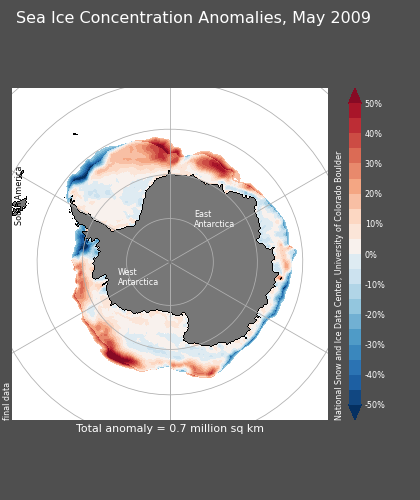 Sea Ice Concentration Anomalies, May 2009
South America
East
Antarctica
West
Antarctica
50%
40%
30%
20%
10%
0%
-10%
-20%
-30%
-40%
-50%
National Snow and Ice Data Center, University of Colorado Boulder
final data
Total anomaly = 0.7 million sq km